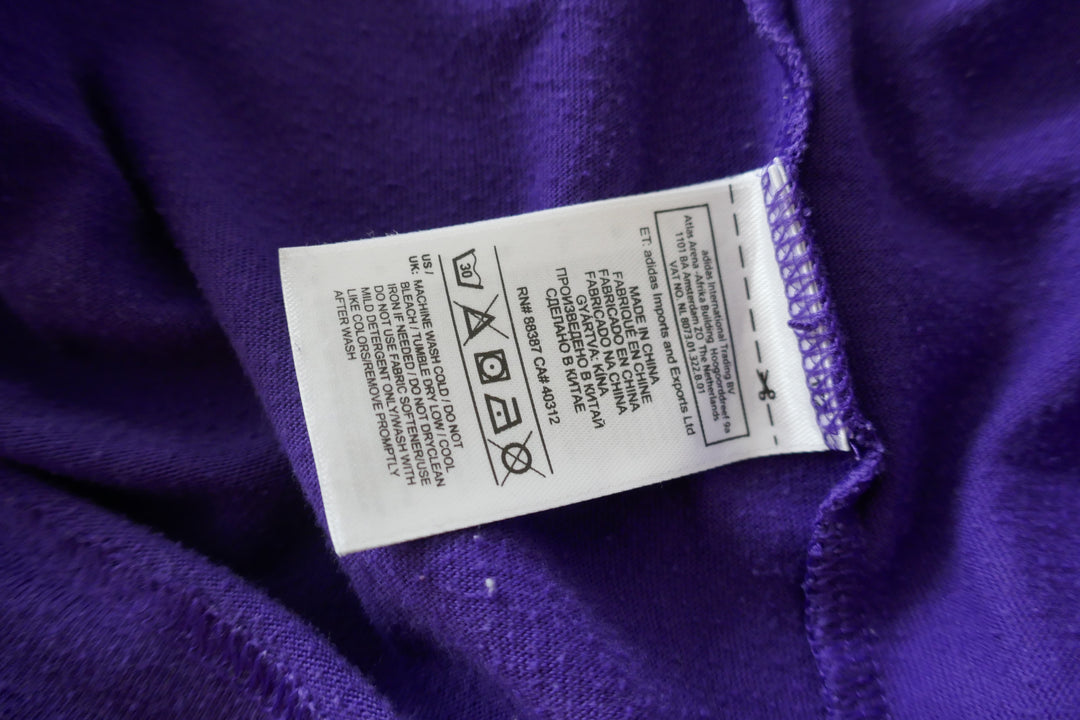 adidas International Trading BV
Atlas Arena -Afrika Building Hoogoorddreef 9a
1101 BA Amsterdam ZO The Netherlands
VAT NO. NL 8073.01.322.B.01
ET: adidas Imports and Exports Ltd
MADE IN CHINA
FABRIQUÉ EN CHINE
FABRICADO EN CHINA
FABRICADO NA CHINA
GYÁRTVA: KÍNA
ПРОИЗВЕДЕНО В КИТАЙ
СДЕЛАНО В КИТАЕ
RN# 88387 CA# 40312
30
US /
UK: MACHINE WASH COLD / DO NOT
BLEACH / TUMBLE DRY LOW / COOL
IRON IF NEEDED / DO NOT DRYCLEAN
DO NOT USE FABRIC SOFTENER/USE
MILD DETERGENT ONLY/WASH WITH
LIKE COLORS/REMOVE PROMPTLY
AFTER WASH